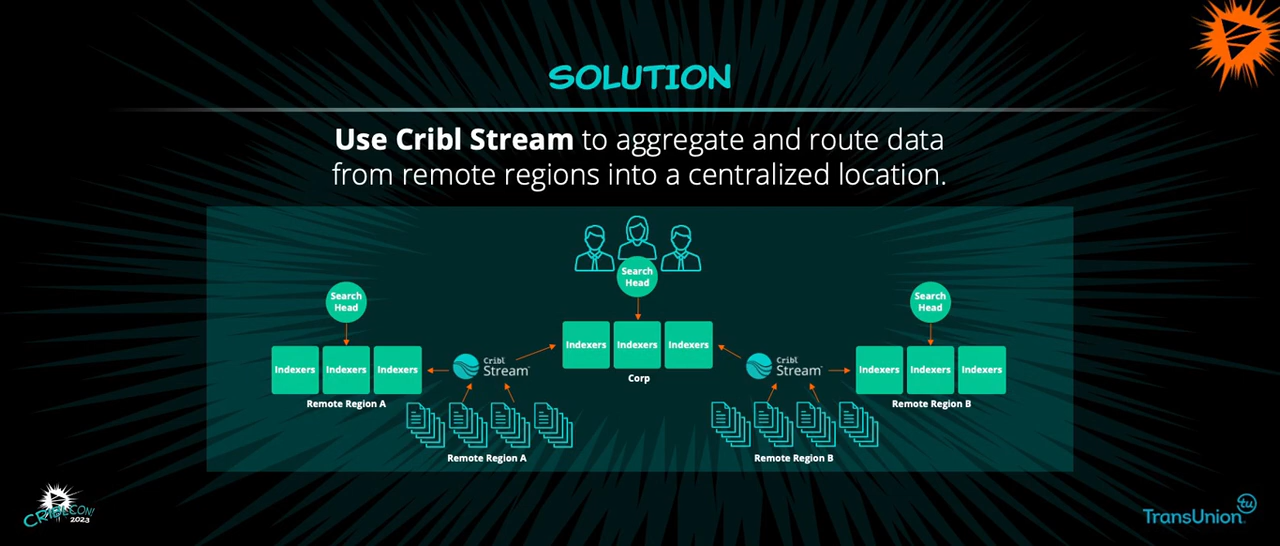 SOLUTION
Use Cribl Stream to aggregate and route data
from remote regions into a centralized location.
Search
Head
Search
Head
Search
Head
Indexers Indexers Indexers
Corp
Indexers Indexers Indexers
Remote Region A
Cribl
Stream
Cribl
Stream
Indexers Indexers Indexers
Remote Region B
Remote Region A
Remote Region B
CRIBLCON!
2023
TransUnion
tu